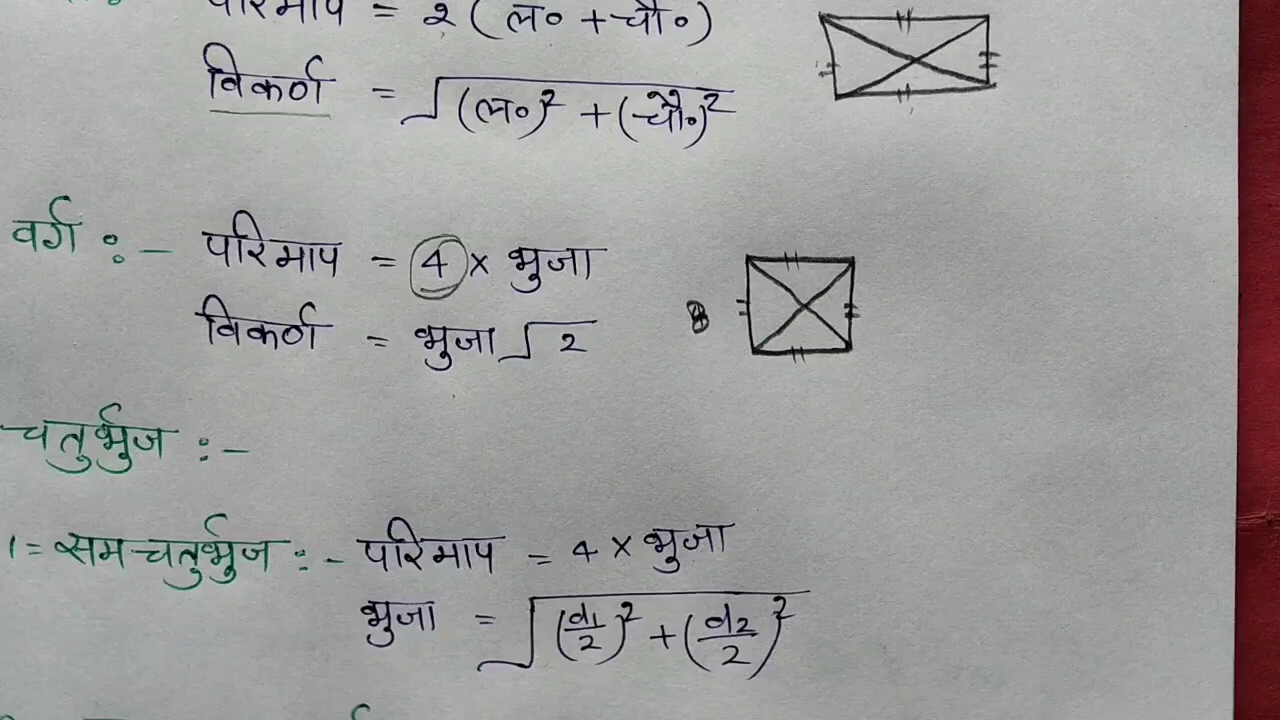 परिमाप = 2 (ल० + चौ०)
विकर्ण = √(ल०)² + (चौ०)²
वर्ग :- परिमाप = 4 × भुजा
विकर्ण = भुजा √2
चतुर्भुज :-
1 = समचतुर्भुज :- परिमाप = 4 × भुजा
भुजा = √(d₁/2)² + (d₂/2)²